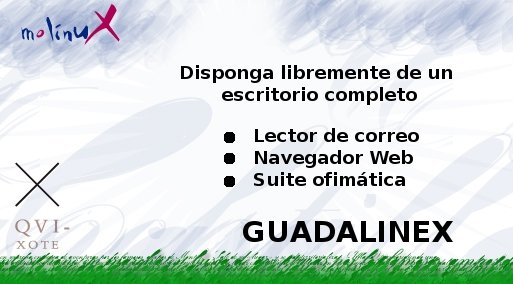 molinuX
Disponga libremente de un
escritorio completo
● Lector de correo
● Navegador Web
● Suite ofimática
QVI-
XOTE
GUADALINEX